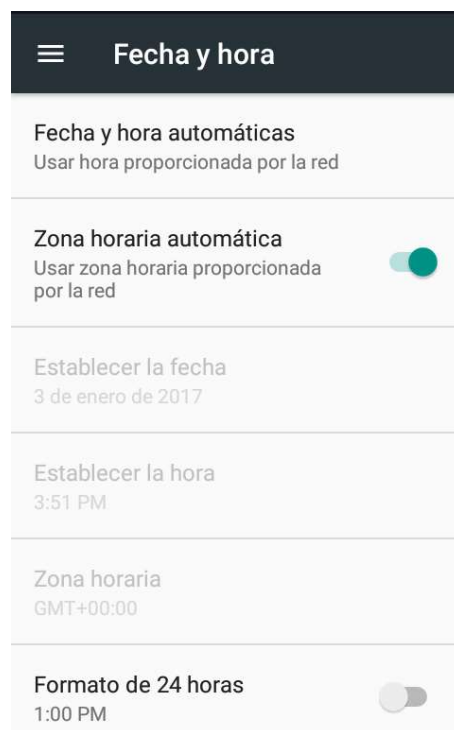 Fecha y hora
Fecha y hora automáticas
Usar hora proporcionada por la red
Zona horaria automática
Usar zona horaria proporcionada
por la red
Establecer la fecha
3 de enero de 2017
Establecer la hora
3:51 PM
Zona horaria
GMT+00:00
Formato de 24 horas
1:00 PM